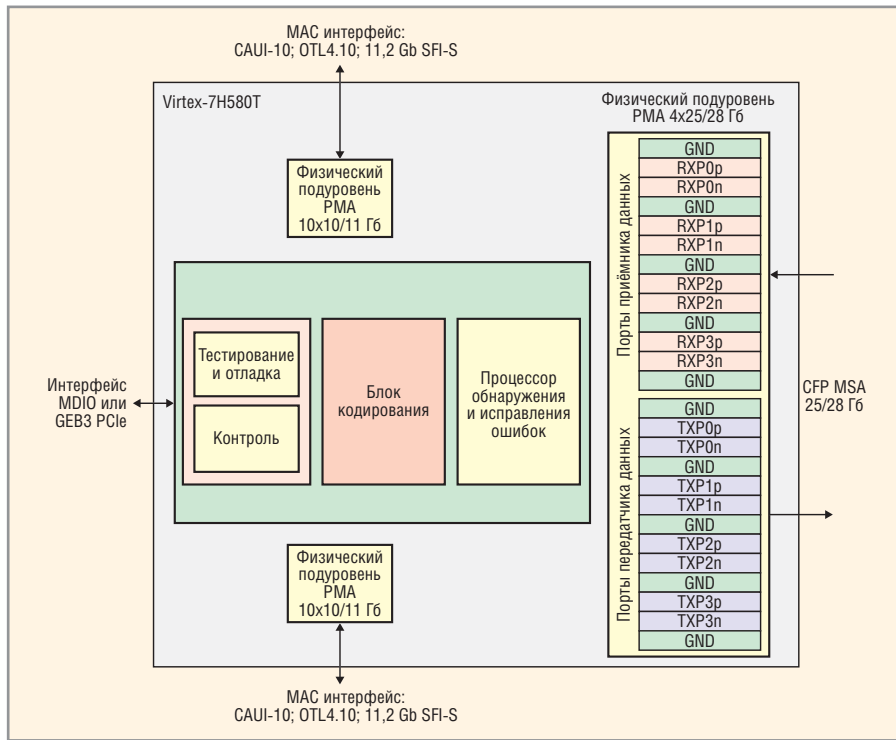 МАС интерфейс:
CAUI-10; OTL4.10; 11,2 Gb SFI-S
Virtex-7H580T
Физический подуровень
PMA 4x25/28 Гб
Физический
подуровень
PMA
10x10/11 Гб
Тестирование
и отладка
Контроль
Блок
кодирования
Процессор
обнаружения
и исправления
ошибок
Интерфейс
MDIO или
GEB3 PCIe
Порты приёмника данных
GND
RXP0p
RXP0n
GND
RXP1p
RXP1n
GND
RXP2p
RXP2n
GND
RXP3p
RXP3n
GND
Порты передатчика данных
GND
TXP0p
TXP0n
GND
TXP1p
TXP1n
GND
TXP2p
TXP2n
GND
TXP3p
TXP3n
GND
CFP MSA
25/28 Гб
Физический
подуровень
PMA
10x10/11 Гб
МАС интерфейс:
CAUI-10; OTL4.10; 11,2 Gb SFI-S